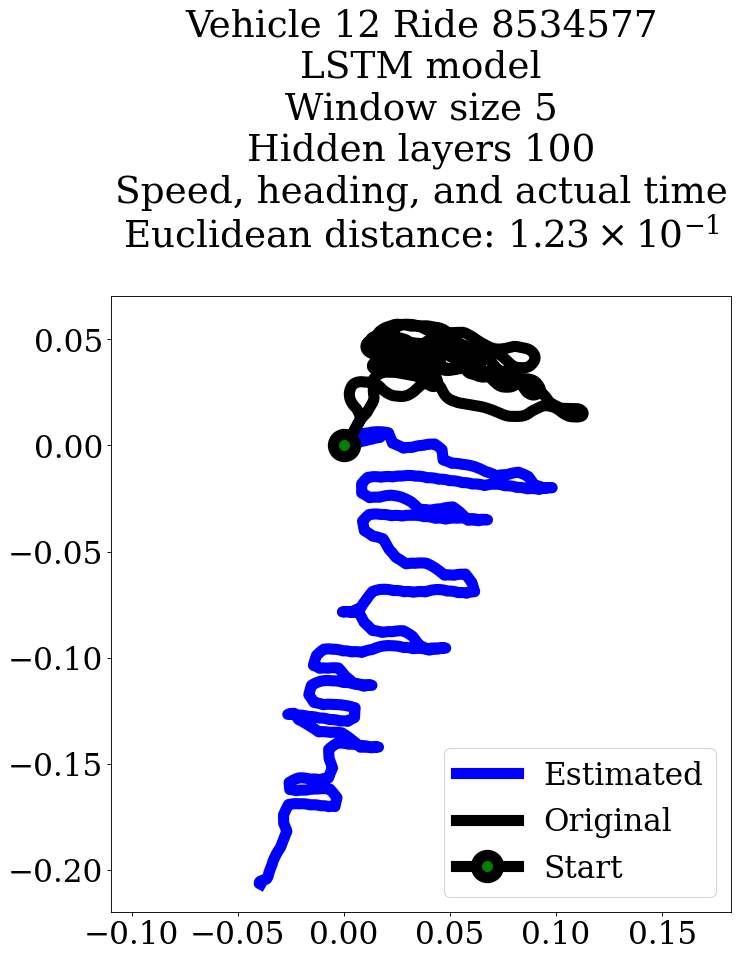 Vehicle 12 Ride 8534577
LSTM model
Window size 5
Hidden layers 100
Speed, heading, and actual time
Euclidean distance: 1.23 × 10⁻¹
0.05
0.00
−0.05
−0.10
−0.15
−0.20
Estimated
Original
Start
−0.10 −0.05 0.00 0.05 0.10 0.15